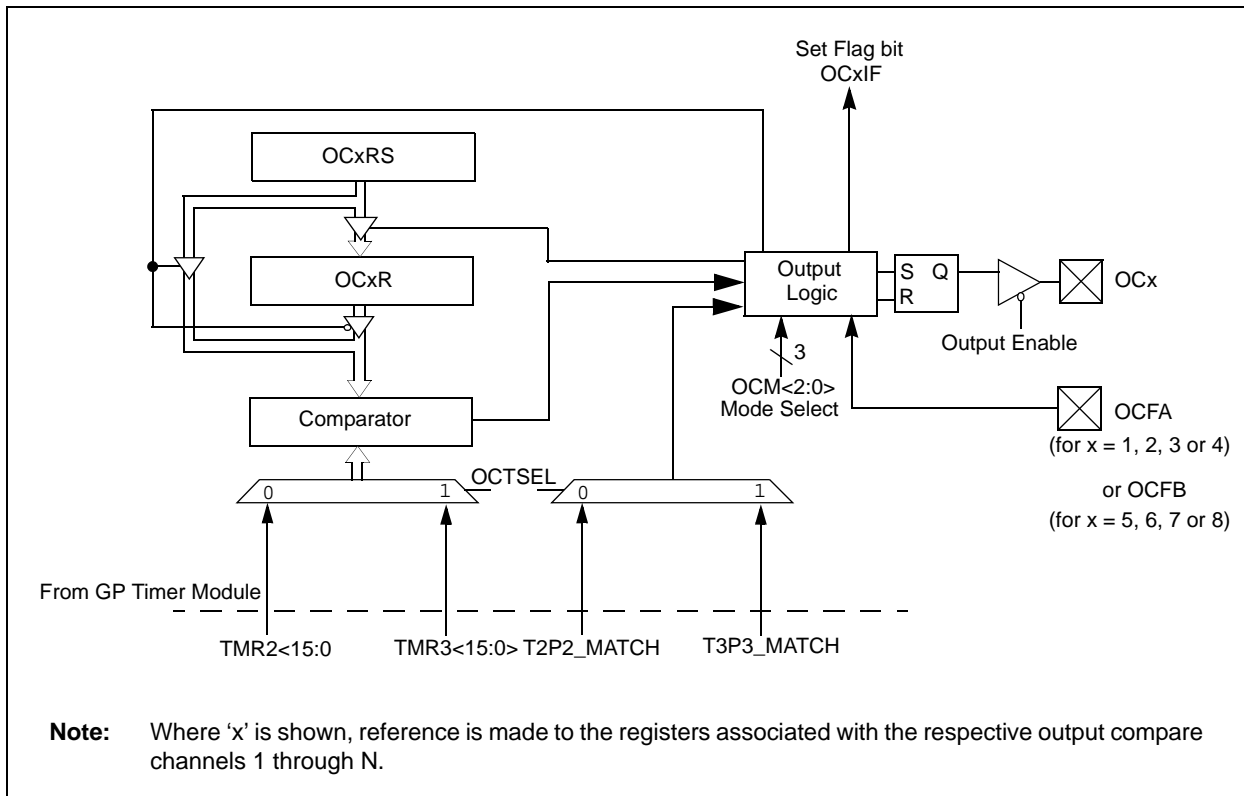 Set Flag bit
OCxIF
OCxRS
OCxR
Output
Logic
S Q
R
OCx
Output Enable
3
OCM<2:0>
Mode Select
Comparator
OCFA
(for x = 1, 2, 3 or 4)
or OCFB
(for x = 5, 6, 7 or 8)
OCTSEL
0 1
0 1
From GP Timer Module
TMR2<15:0 TMR3<15:0> T2P2_MATCH T3P3_MATCH
Note: Where ‘x’ is shown, reference is made to the registers associated with the respective output compare
channels 1 through N.